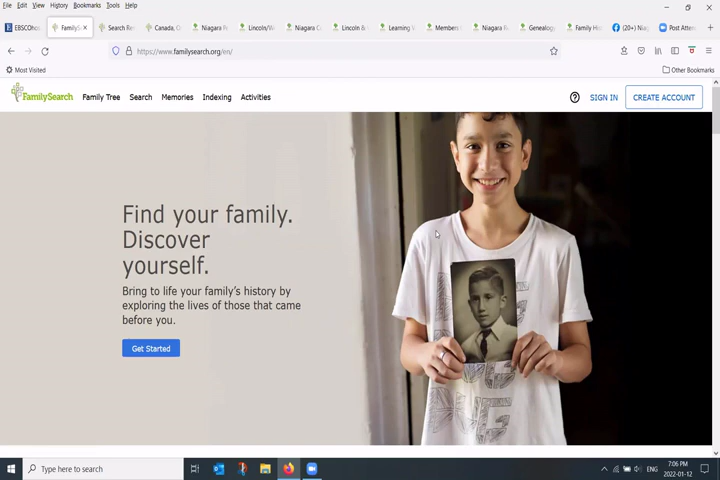 File Edit View History Bookmarks Tools Help
EBSCOhos FamilyS Search Re Canada, O Niagara R Lincoln/W Niagara C Lincoln & Learning Members Niagara R Genealog Family His (20+) Niag Post Atten
https://www.familysearch.org/en/
Most Visited Other Bookmarks
FamilySearch Family Tree Search Memories Indexing Activities SIGN IN CREATE ACCOUNT
Find your family.
Discover
yourself.
Bring to life your family's history by
exploring the lives of those that came
before you.
Get Started
Type here to search
ENG
7:06 PM
2022-01-12